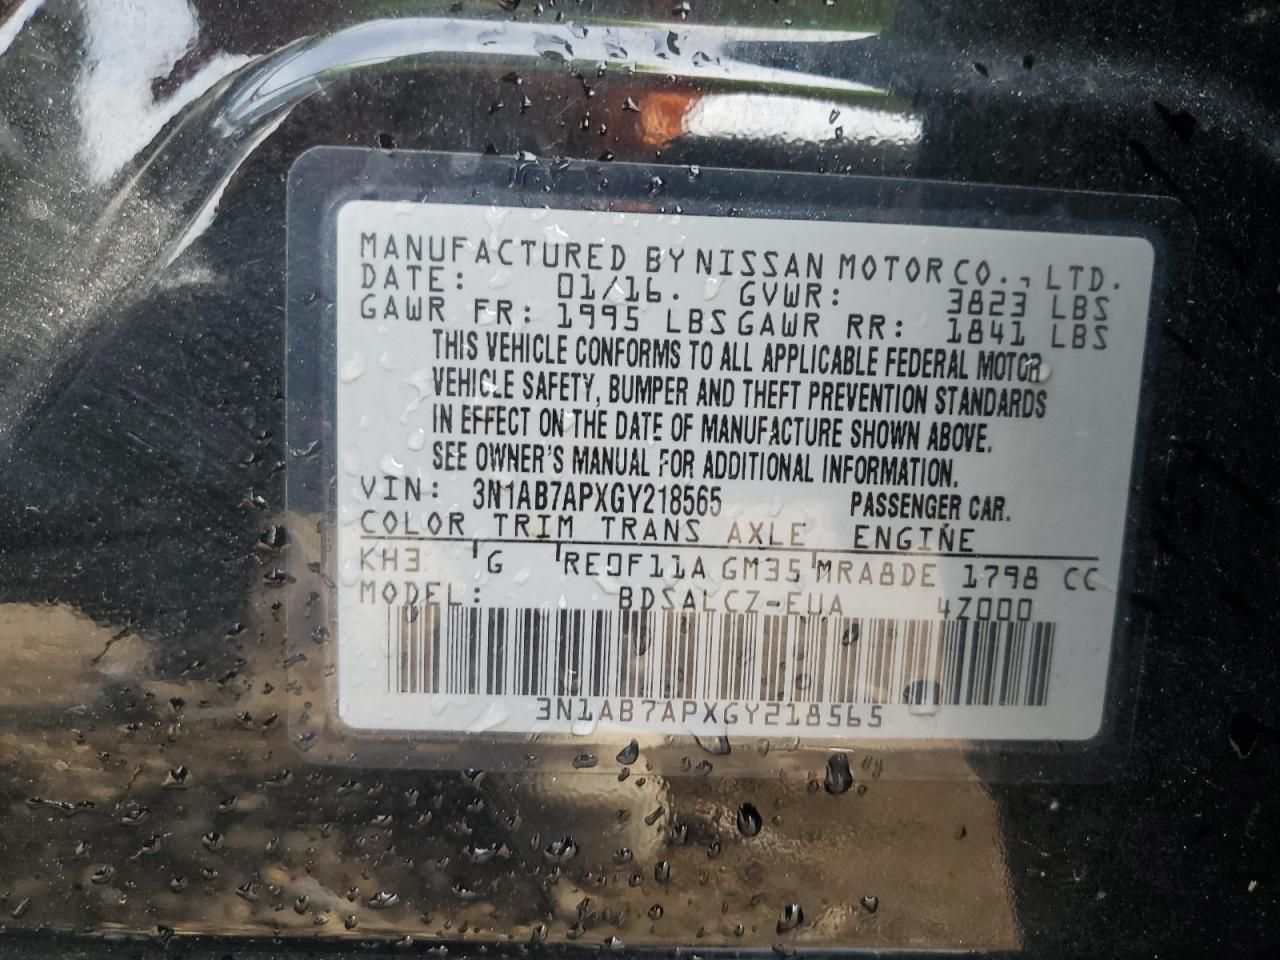 MANUFACTURED BY NISSAN MOTOR CO., LTD.
DATE: 01/16. GVWR: 3823 LBS
GAWR FR: 1995 LBS GAWR RR: 1841 LBS
THIS VEHICLE CONFORMS TO ALL APPLICABLE FEDERAL MOTOR
VEHICLE SAFETY, BUMPER AND THEFT PREVENTION STANDARDS
IN EFFECT ON THE DATE OF MANUFACTURE SHOWN ABOVE.
SEE OWNER'S MANUAL FOR ADDITIONAL INFORMATION.
VIN: 3N1AB7APXGY218565 PASSENGER CAR.
COLOR TRIM TRANS AXLE ENGINE
KH3 G RE0F11A GM35 MRA8DE 1798 CC
MODEL: BDSALCZ-EUA 4Z000
3N1AB7APXGY218565